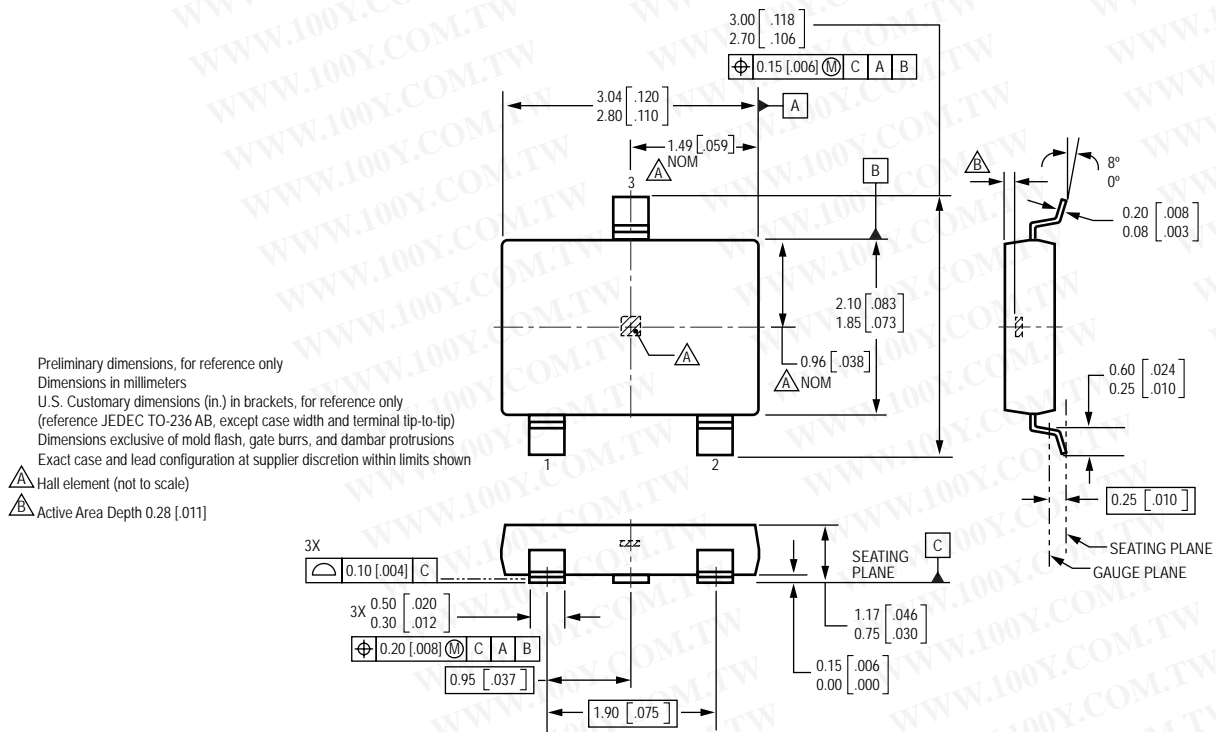 3.00 [ .118 ]
2.70 [ .106 ]
⌖ 0.15 [.006] Ⓜ C A B
3.04 [ .120 ]
2.80 [ .110 ]
A
1.49 [ .059 ]
A NOM
3
B
B
8º
0º
0.20 [ .008 ]
0.08 [ .003 ]
2.10 [ .083 ]
1.85 [ .073 ]
A
0.96 [ .038 ]
A NOM
0.60 [ .024 ]
0.25 [ .010 ]
Preliminary dimensions, for reference only
Dimensions in millimeters
U.S. Customary dimensions (in.) in brackets, for reference only
(reference JEDEC TO-236 AB, except case width and terminal tip-to-tip)
Dimensions exclusive of mold flash, gate burrs, and dambar protrusions
Exact case and lead configuration at supplier discretion within limits shown
A Hall element (not to scale)
B Active Area Depth 0.28 [.011]
1
2
0.25 [ .010 ]
SEATING PLANE
GAUGE PLANE
3X
⌓ 0.10 [.004] C
SEATING
PLANE
C
3X 0.50 [ .020 ]
0.30 [ .012 ]
⌖ 0.20 [.008] Ⓜ C A B
0.95 [ .037 ]
1.90 [ .075 ]
1.17 [ .046 ]
0.75 [ .030 ]
0.15 [ .006 ]
0.00 [ .000 ]
WWW.100Y.COM.TW